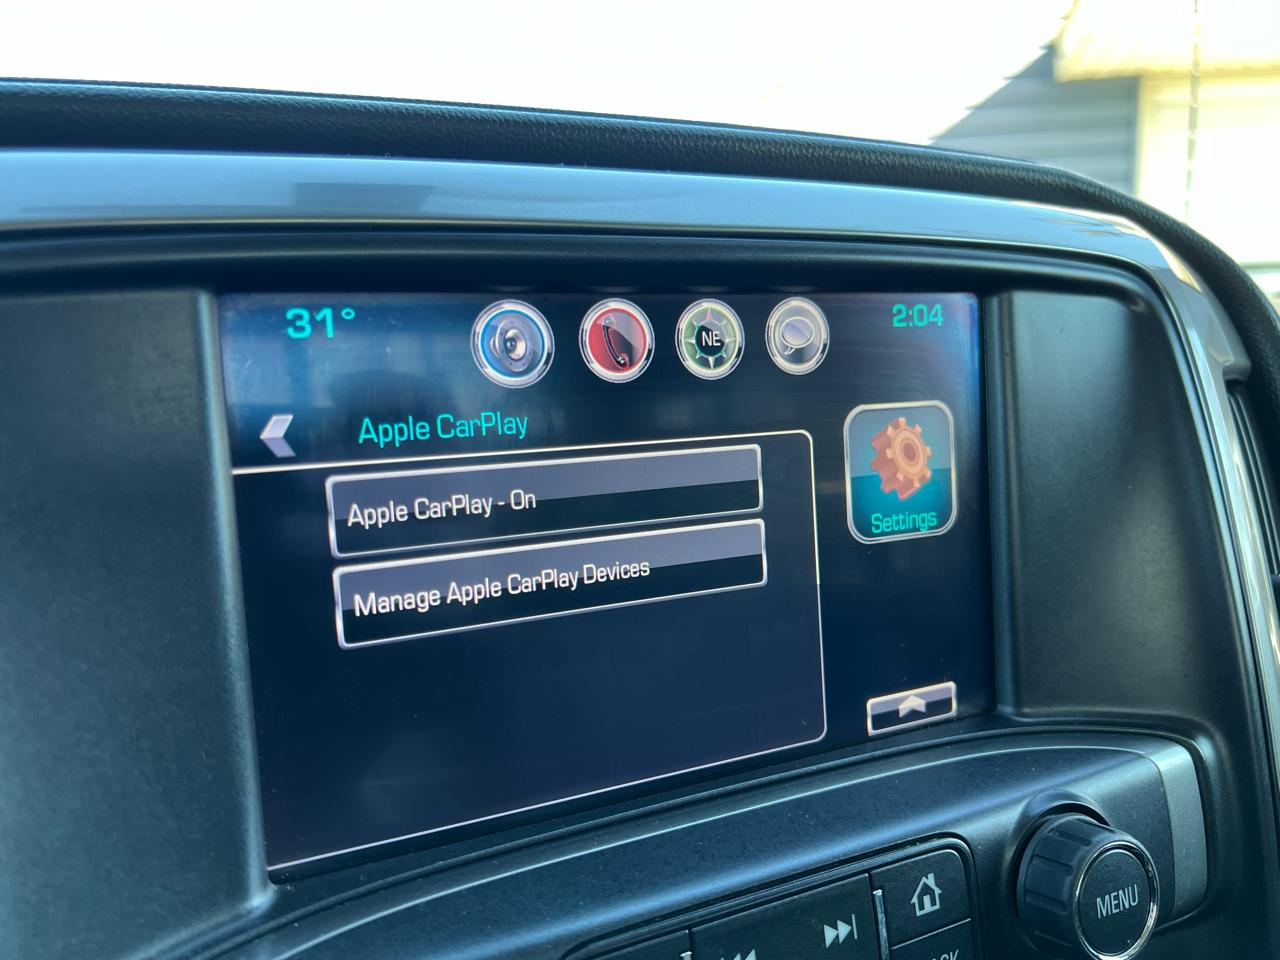 31°
NE
2:04
Apple CarPlay
Apple CarPlay - On
Settings
Manage Apple CarPlay Devices
MENU